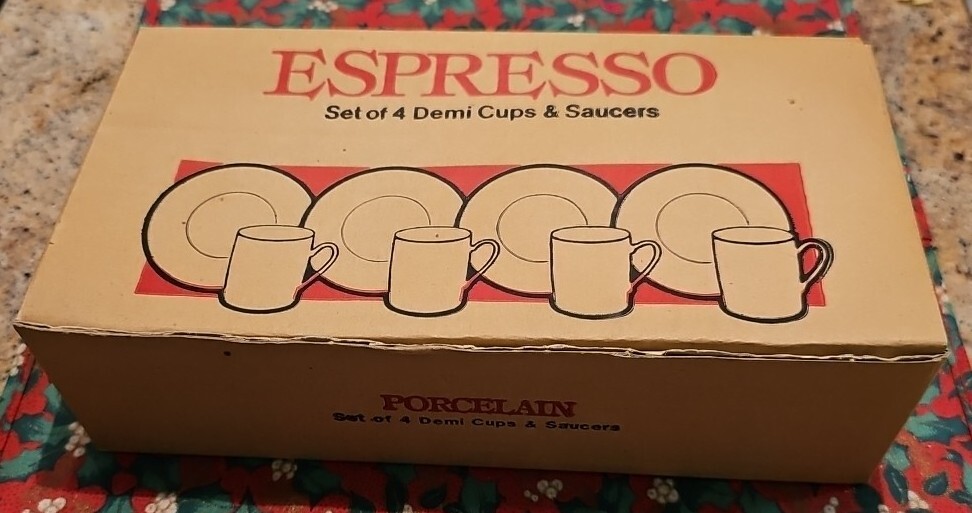 ESPRESSO
Set of 4 Demi Cups & Saucers
PORCELAIN
Set of 4 Demi Cups & Saucers